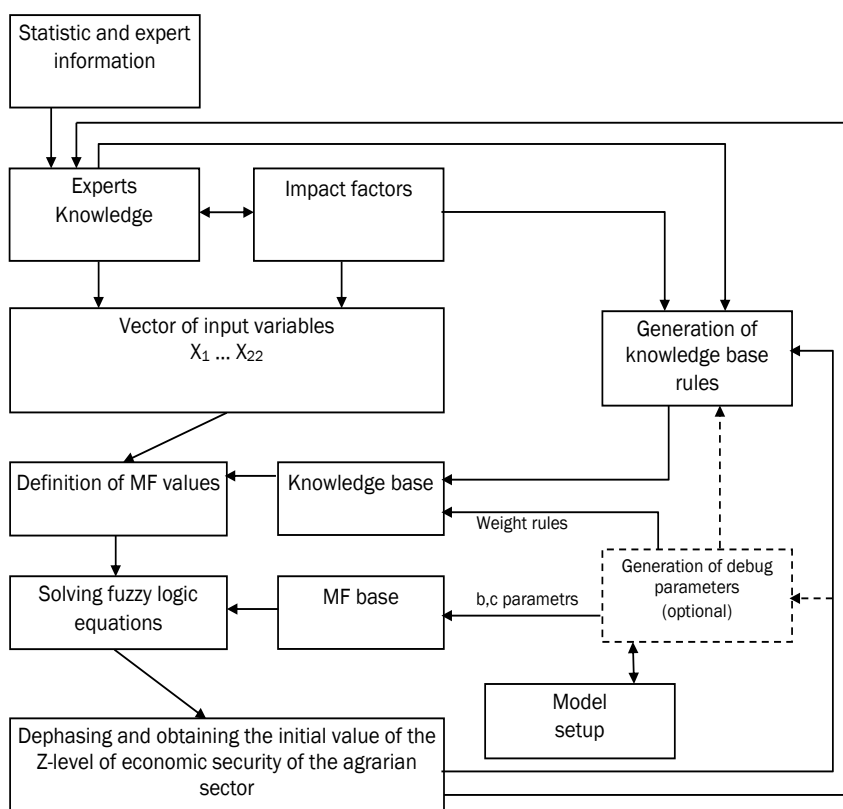 Statistic and expert
information
Experts
Knowledge
Impact factors
Vector of input variables
X₁ ... X₂₂
Generation of
knowledge base
rules
Definition of MF values
Knowledge base
Weight rules
Generation of debug
parameters
(optional)
Solving fuzzy logic
equations
MF base
b,c parametrs
Model
setup
Dephasing and obtaining the initial value of the
Z-level of economic security of the agrarian
sector